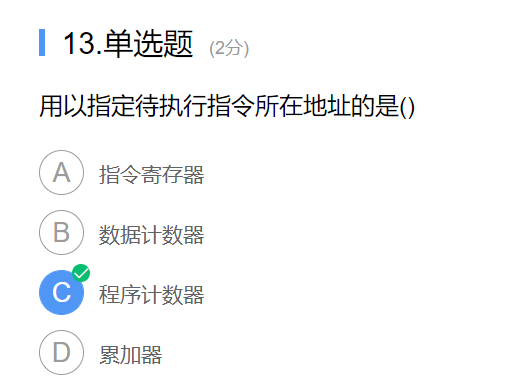 13.单选题 (2分)
用以指定待执行指令所在地址的是()
A 指令寄存器
B 数据计数器
C 程序计数器
D 累加器